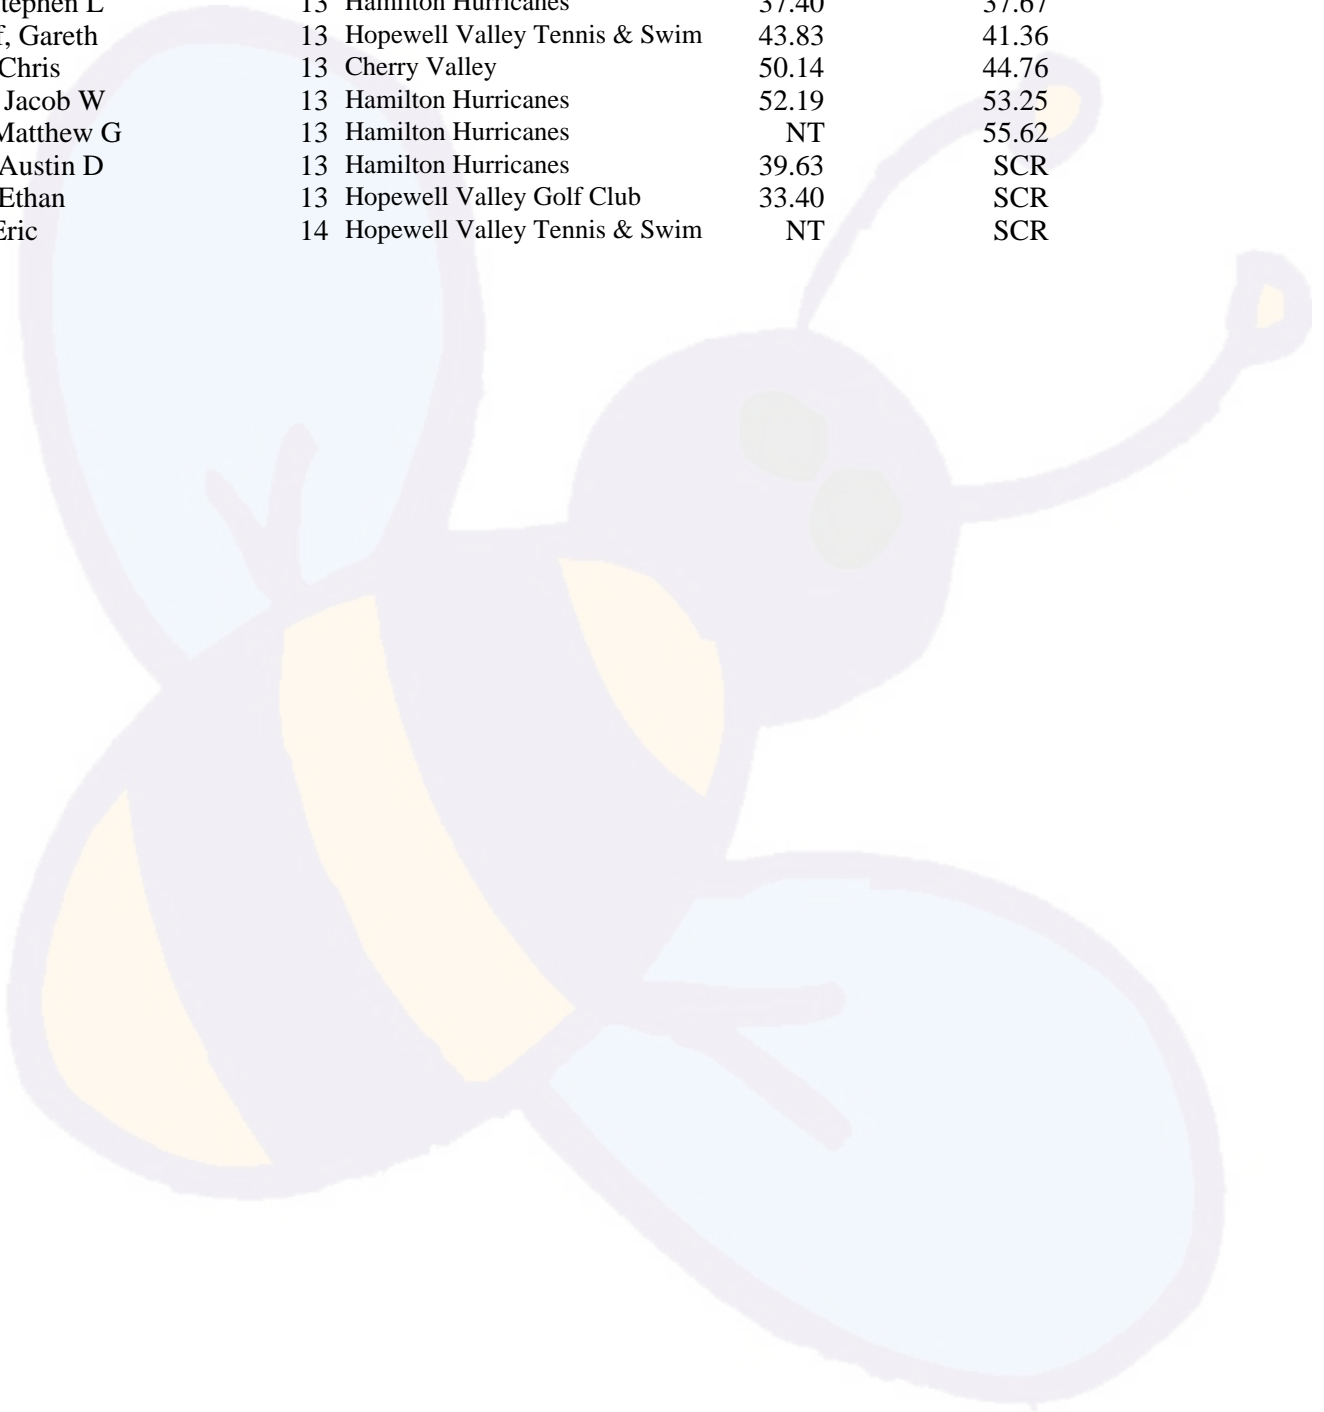 Stephen L 13 Hamilton Hurricanes 37.40 37.67
f, Gareth 13 Hopewell Valley Tennis & Swim 43.83 41.36
Chris 13 Cherry Valley 50.14 44.76
Jacob W 13 Hamilton Hurricanes 52.19 53.25
Matthew G 13 Hamilton Hurricanes NT 55.62
Austin D 13 Hamilton Hurricanes 39.63 SCR
Ethan 13 Hopewell Valley Golf Club 33.40 SCR
Eric 14 Hopewell Valley Tennis & Swim NT SCR